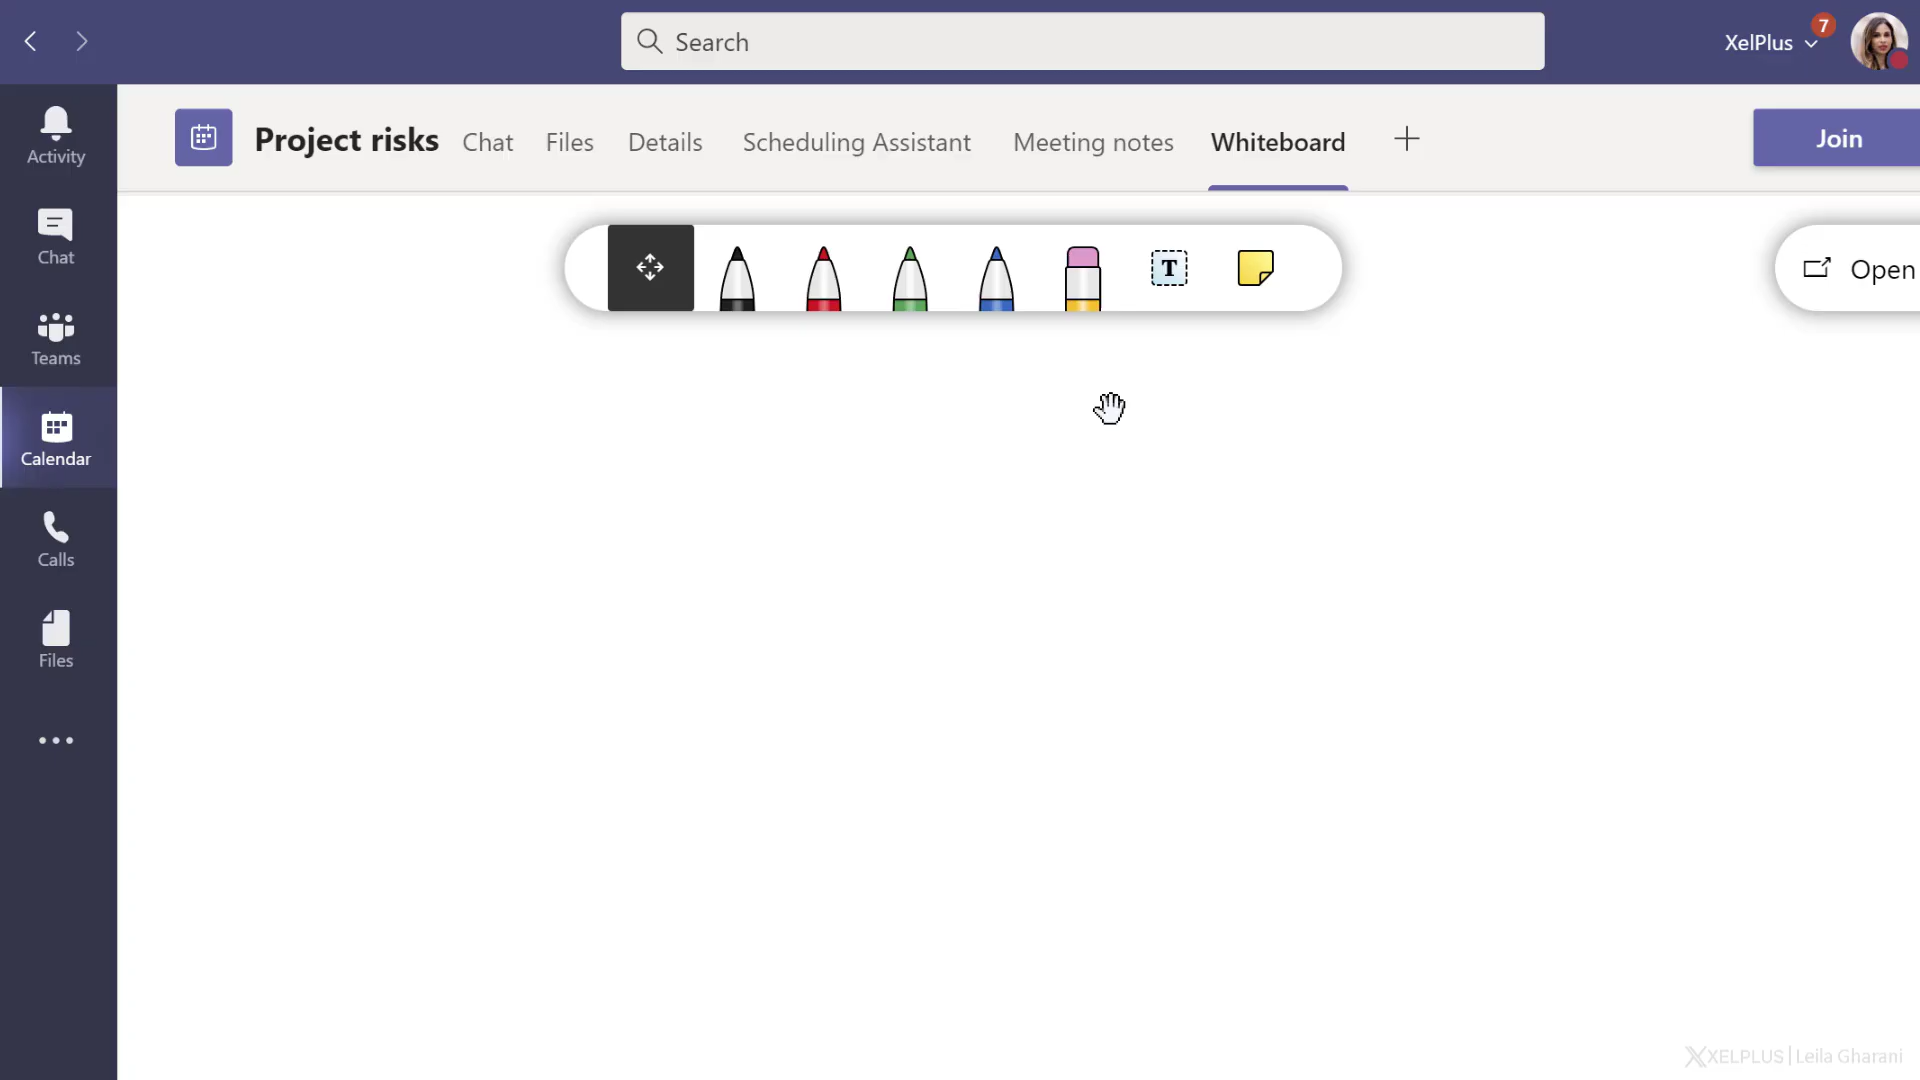 Search
XelPlus
7
Activity
Chat
Teams
Calendar
Calls
Files
Project risks
Chat
Files
Details
Scheduling Assistant
Meeting notes
Whiteboard
Join
T
Open
XELPLUS | Leila Gharani